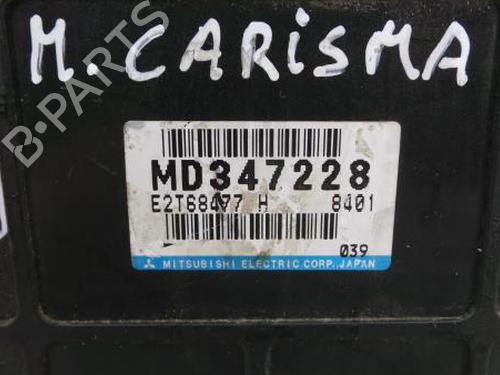 M. CARiSMA
MD347228
E2T68477 H 8401
039
MITSUBISHI ELECTRIC CORP., JAPAN
B-PARTS